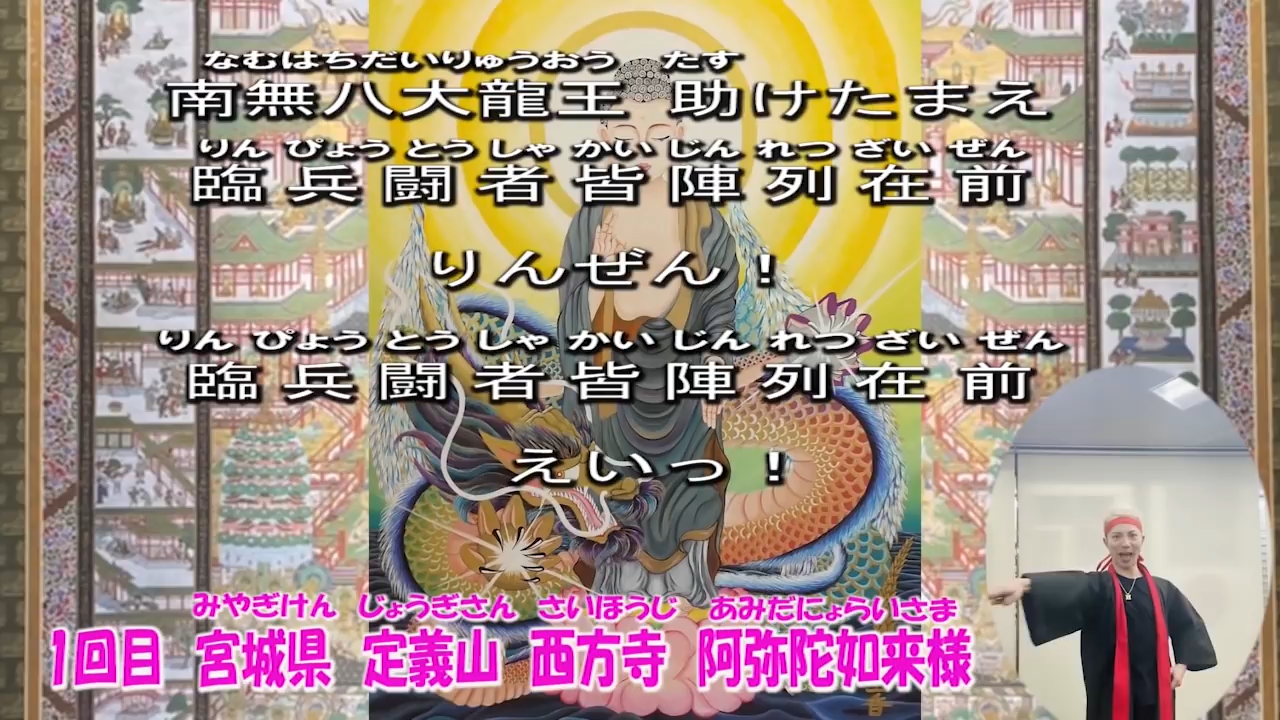 なむはちだいりゅうおう たす
南無八大龍王 助けたまえ
りん ぴょう とう しゃ かい じん れつ ざい ぜん
臨兵闘者皆陣列在前
りんぜん！
りん ぴょう とう しゃ かい じん れつ ざい ぜん
臨兵闘者皆陣列在前
えいっ！
みやぎけん じょうぎさん さいほうじ あみだにょらいさま
1回目 宮城県 定義山 西方寺 阿弥陀如来様